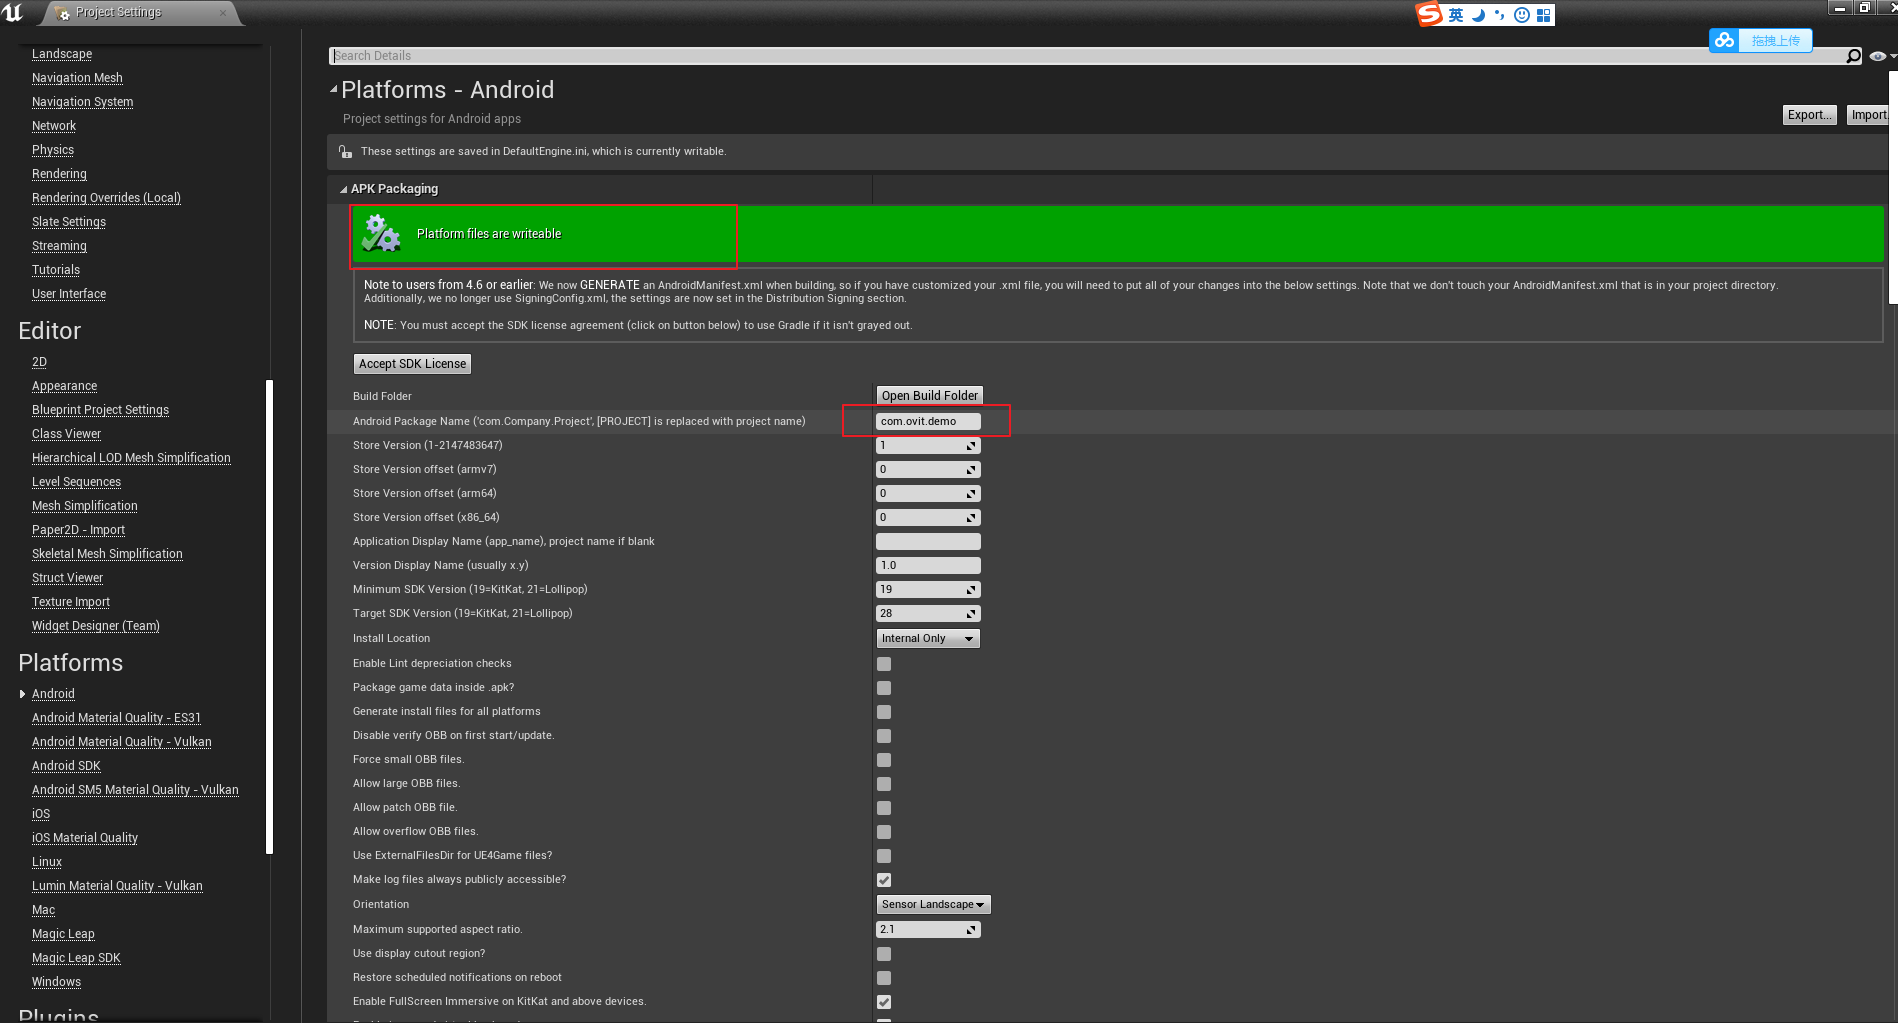 Project Settings
英
拖拽上传
Landscape
Navigation Mesh
Navigation System
Network
Physics
Rendering
Rendering Overrides (Local)
Slate Settings
Streaming
Tutorials
User Interface
Editor
2D
Appearance
Blueprint Project Settings
Class Viewer
Hierarchical LOD Mesh Simplification
Level Sequences
Mesh Simplification
Paper2D - Import
Skeletal Mesh Simplification
Struct Viewer
Texture Import
Widget Designer (Team)
Platforms
Android
Android Material Quality - ES31
Android Material Quality - Vulkan
Android SDK
Android SM5 Material Quality - Vulkan
iOS
iOS Material Quality
Linux
Lumin Material Quality - Vulkan
Mac
Magic Leap
Magic Leap SDK
Windows
Plugins
Search Details
Platforms - Android
Project settings for Android apps
Export... Import
These settings are saved in DefaultEngine.ini, which is currently writable.
APK Packaging
Platform files are writeable
Note to users from 4.6 or earlier: We now GENERATE an AndroidManifest.xml when building, so if you have customized your .xml file, you will need to put all of your changes into the below settings. Note that we don't touch your AndroidManifest.xml that is in your project directory.
Additionally, we no longer use SigningConfig.xml, the settings are now set in the Distribution Signing section.
NOTE: You must accept the SDK license agreement (click on button below) to use Gradle if it isn't grayed out.
Accept SDK License
Build Folder Open Build Folder
Android Package Name ('com.Company.Project', [PROJECT] is replaced with project name) com.ovit.demo
Store Version (1-2147483647) 1
Store Version offset (armv7) 0
Store Version offset (arm64) 0
Store Version offset (x86_64) 0
Application Display Name (app_name), project name if blank
Version Display Name (usually x.y) 1.0
Minimum SDK Version (19=KitKat, 21=Lollipop) 19
Target SDK Version (19=KitKat, 21=Lollipop) 28
Install Location Internal Only
Enable Lint depreciation checks
Package game data inside .apk?
Generate install files for all platforms
Disable verify OBB on first start/update.
Force small OBB files.
Allow large OBB files.
Allow patch OBB file.
Allow overflow OBB files.
Use ExternalFilesDir for UE4Game files?
Make log files always publicly accessible?
Orientation Sensor Landscape
Maximum supported aspect ratio. 2.1
Use display cutout region?
Restore scheduled notifications on reboot
Enable FullScreen Immersive on KitKat and above devices.